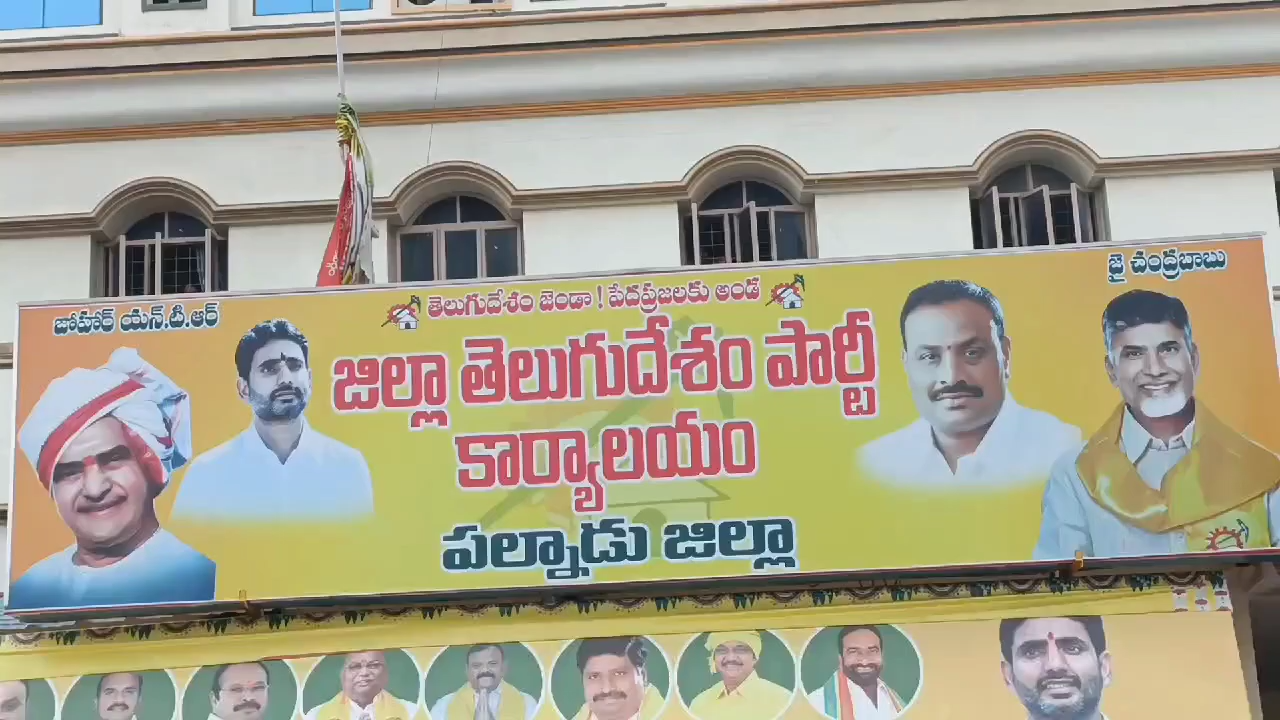 జోహార్ యన్.టి.ఆర్
తెలుగుదేశం జెండా ! పేదప్రజలకు అండ
జై చంద్రబాబు
జిల్లా తెలుగుదేశం పార్టీ
కార్యాలయం
పల్నాడు జిల్లా